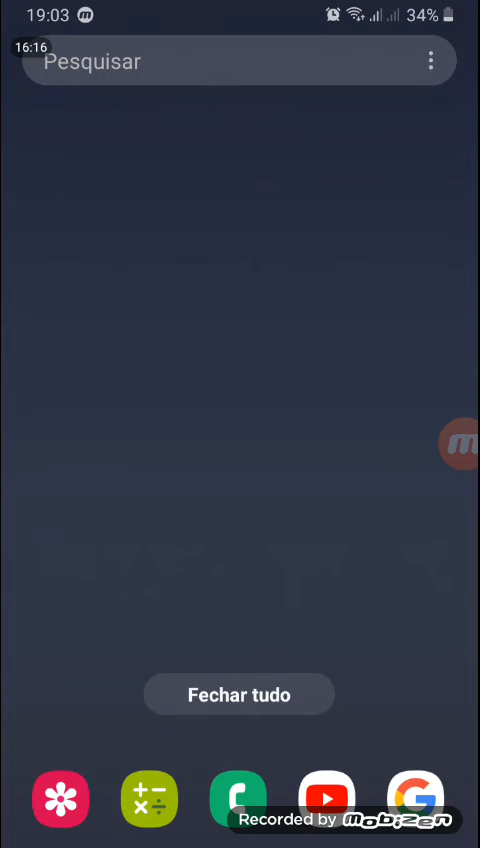 19:03 m 34%
16:16
Pesquisar
m
Fechar tudo
G
Recorded by mobizen